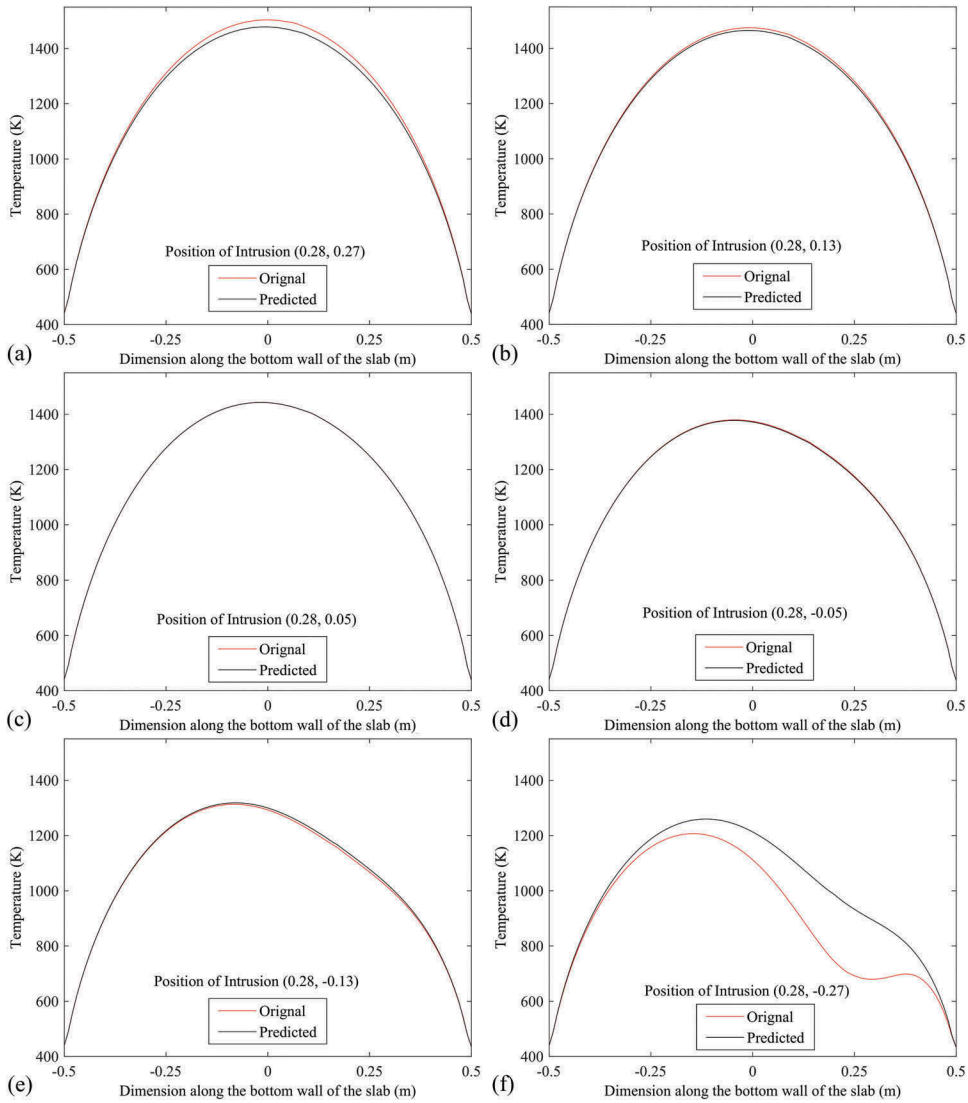 1400
1200
1000
800
600
400
Temperature (K)
Position of Intrusion (0.28, 0.27)
Orignal
Predicted
-0.5
-0.25
0
0.25
0.5
Dimension along the bottom wall of the slab (m)
(a)
1400
1200
1000
800
600
400
Temperature (K)
Position of Intrusion (0.28, 0.13)
Orignal
Predicted
-0.5
-0.25
0
0.25
0.5
Dimension along the bottom wall of the slab (m)
(b)
1400
1200
1000
800
600
400
Temperature (K)
Position of Intrusion (0.28, 0.05)
Orignal
Predicted
-0.5
-0.25
0
0.25
0.5
Dimension along the bottom wall of the slab (m)
(c)
1400
1200
1000
800
600
400
Temperature (K)
Position of Intrusion (0.28, -0.05)
Orignal
Predicted
-0.5
-0.25
0
0.25
0.5
Dimension along the bottom wall of the slab (m)
(d)
1400
1200
1000
800
600
400
Temperature (K)
Position of Intrusion (0.28, -0.13)
Orignal
Predicted
-0.5
-0.25
0
0.25
0.5
Dimension along the bottom wall of the slab (m)
(e)
1400
1200
1000
800
600
400
Temperature (K)
Position of Intrusion (0.28, -0.27)
Orignal
Predicted
-0.5
-0.25
0
0.25
0.5
Dimension along the bottom wall of the slab (m)
(f)